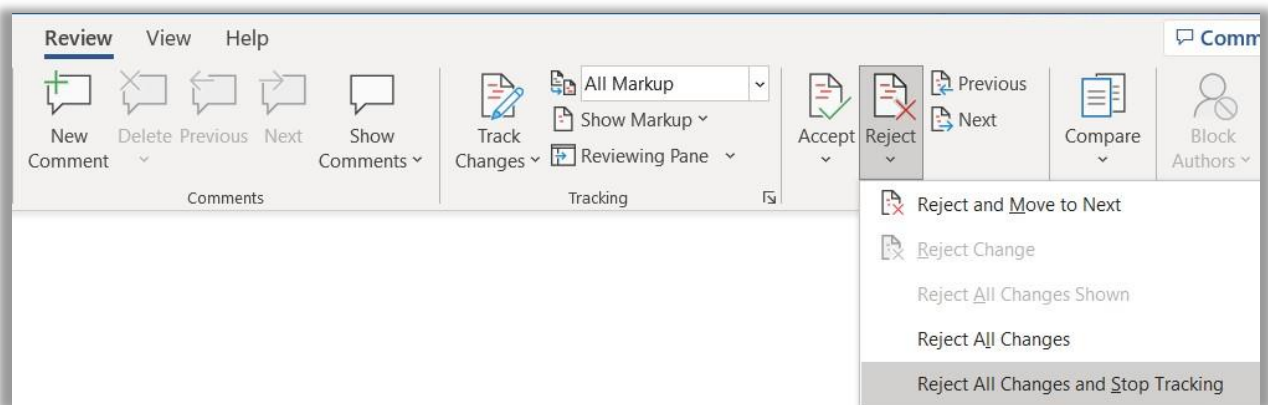 Review View Help
Comm
New Comment
Delete
Previous
Next
Show Comments
Comments
Track Changes
All Markup
Show Markup
Reviewing Pane
Tracking
Accept
Reject
Previous
Next
Compare
Block Authors
Reject and Move to Next
Reject Change
Reject All Changes Shown
Reject All Changes
Reject All Changes and Stop Tracking